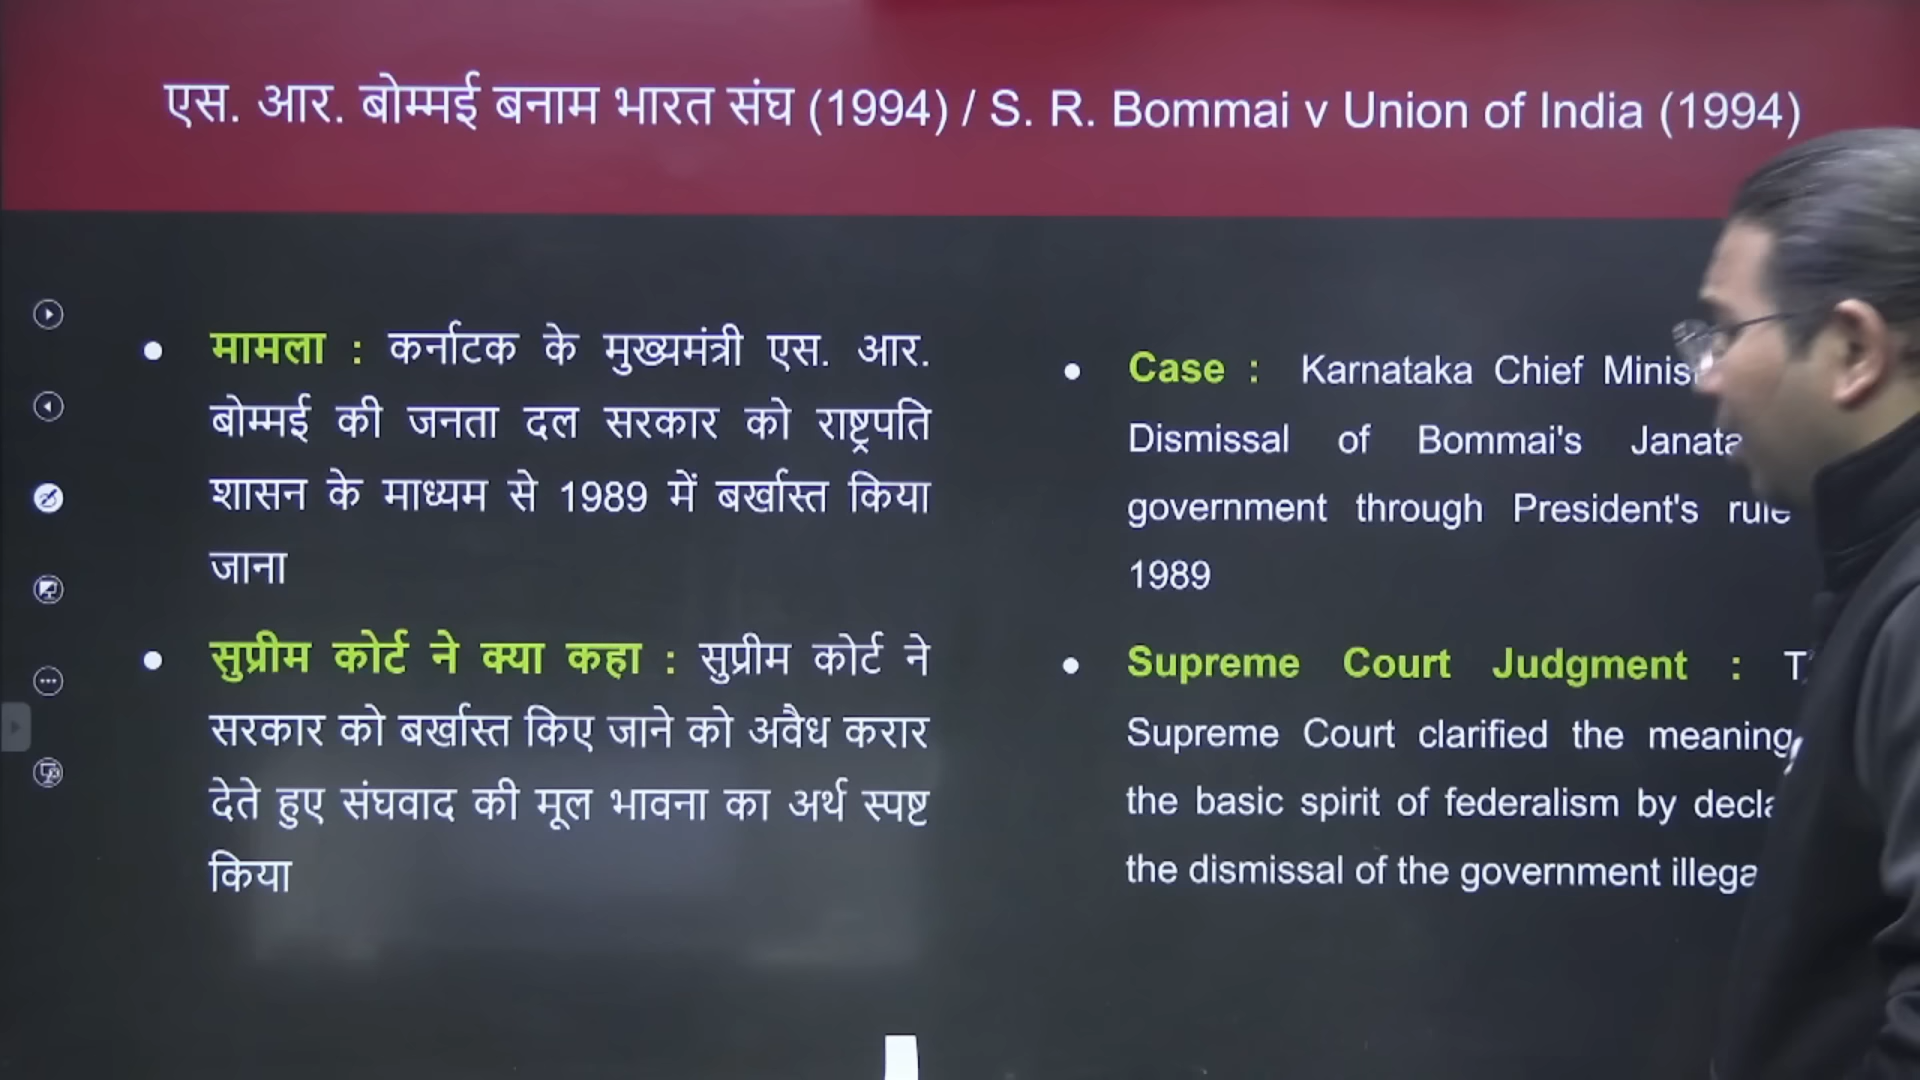 एस. आर. बोम्मई बनाम भारत संघ (1994) / S. R. Bommai v Union of India (1994)
मामला : कर्नाटक के मुख्यमंत्री एस. आर.
बोम्मई की जनता दल सरकार को राष्ट्रपति
शासन के माध्यम से 1989 में बर्खास्त किया
जाना
सुप्रीम कोर्ट ने क्या कहा : सुप्रीम कोर्ट ने
सरकार को बर्खास्त किए जाने को अवैध करार
देते हुए संघवाद की मूल भावना का अर्थ स्पष्ट
किया
Case : Karnataka Chief
Dismissal of Bommai's Janata
government through President's rule
1989
Supreme Court Judgment :
Supreme Court clarified the meaning
the basic spirit of federalism by
the dismissal of the government